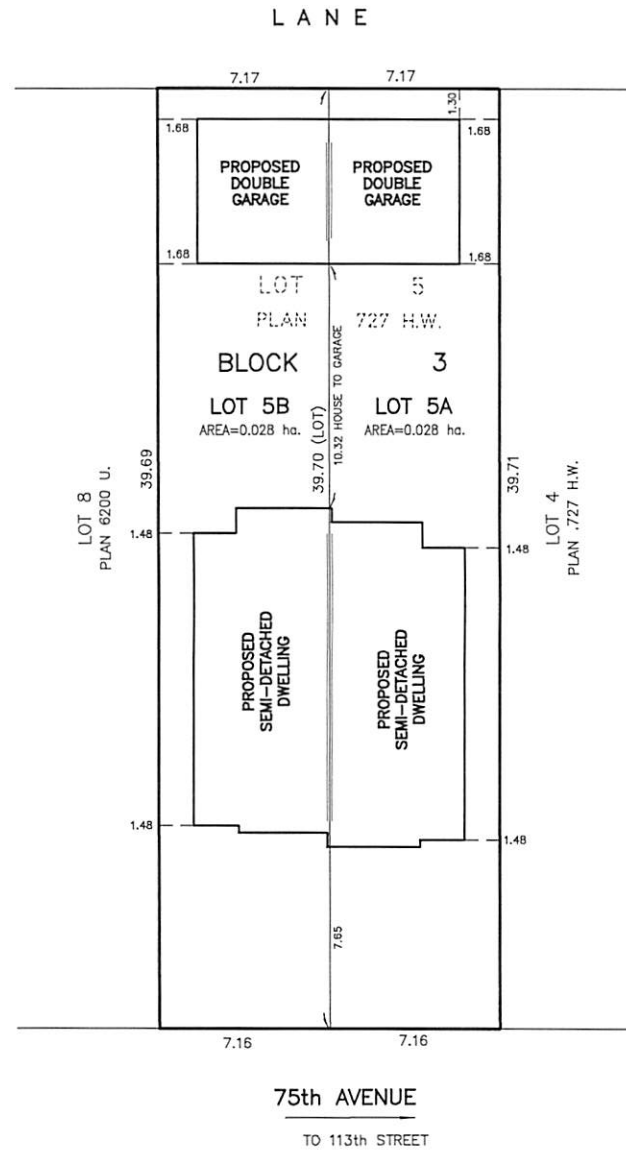 LANE
7.17 7.17
1.30
1.68 1.68
PROPOSED
DOUBLE
GARAGE
PROPOSED
DOUBLE
GARAGE
1.68 1.68
LOT 5
PLAN 727 H.W.
BLOCK 3
LOT 5B
AREA=0.028 ha.
LOT 5A
AREA=0.028 ha.
10.32 HOUSE TO GARAGE
39.70 (LOT)
39.69
39.71
LOT 8
PLAN 6200 U.
LOT 4
PLAN .727 H.W.
1.48 1.48
PROPOSED
SEMI-DETACHED
DWELLING
PROPOSED
SEMI-DETACHED
DWELLING
1.48 1.48
7.65
7.16 7.16
75th AVENUE
TO 113th STREET